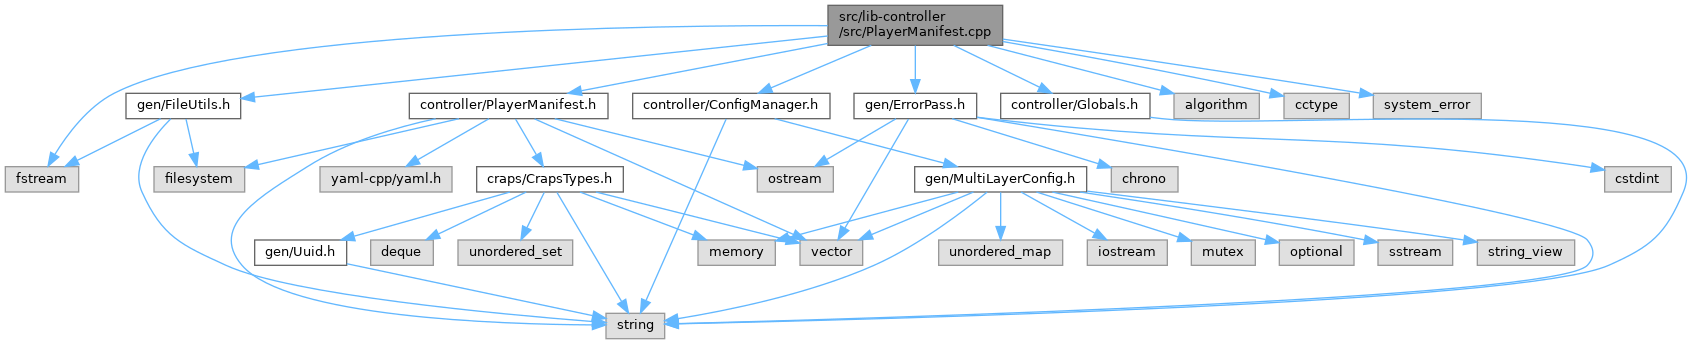 src/lib-controller
/src/PlayerManifest.cpp
gen/FileUtils.h
controller/PlayerManifest.h
controller/ConfigManager.h
gen/ErrorPass.h
controller/Globals.h
algorithm
cctype
system_error
fstream
filesystem
yaml-cpp/yaml.h
craps/CrapsTypes.h
ostream
gen/MultiLayerConfig.h
chrono
cstdint
gen/Uuid.h
deque
unordered_set
memory
vector
unordered_map
iostream
mutex
optional
sstream
string_view
string